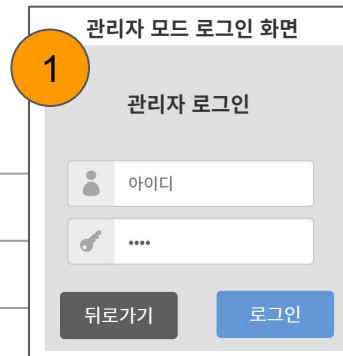 관리자 모드 로그인 화면
1
관리자 로그인
아이디
••••
뒤로가기
로그인